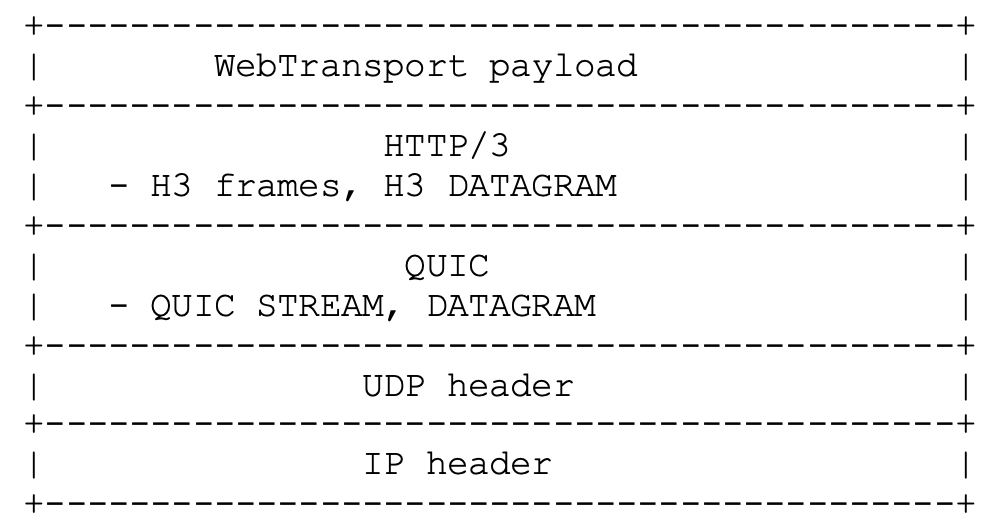 +-------------------------------------------+
|        WebTransport payload               |
+-------------------------------------------+
|                HTTP/3                     |
|   - H3 frames, H3 DATAGRAM                |
+-------------------------------------------+
|                 QUIC                      |
|   - QUIC STREAM, DATAGRAM                 |
+-------------------------------------------+
|               UDP header                  |
+-------------------------------------------+
|               IP header                   |
+-------------------------------------------+